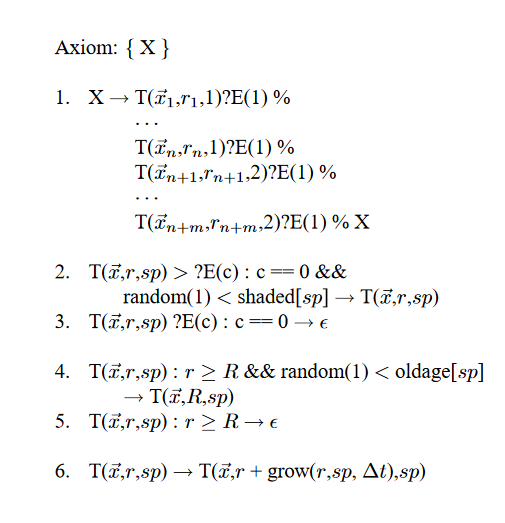 Axiom: { X }
1. X → T(x⃗₁,r₁,1)?E(1) %
...
T(x⃗ₙ,rₙ,1)?E(1) %
T(x⃗ₙ₊₁,rₙ₊₁,2)?E(1) %
...
T(x⃗ₙ₊ₘ,rₙ₊ₘ,2)?E(1) % X
2. T(x⃗,r,sp) > ?E(c) : c == 0 &&
random(1) < shaded[sp] → T(x⃗,r,sp)
3. T(x⃗,r,sp) ?E(c) : c == 0 → ϵ
4. T(x⃗,r,sp) : r ≥ R && random(1) < oldage[sp]
→ T(x⃗,R,sp)
5. T(x⃗,r,sp) : r ≥ R → ϵ
6. T(x⃗,r,sp) → T(x⃗,r + grow(r,sp, Δt),sp)